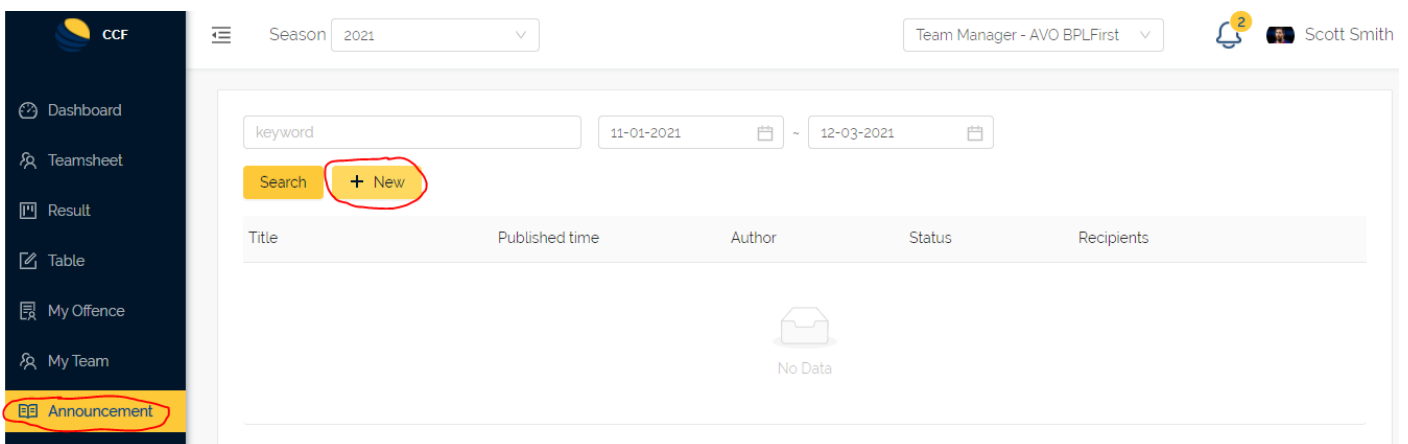 CCF
Season 2021
Team Manager - AVO BPLFirst
2
Scott Smith
Dashboard
Teamsheet
Result
Table
My Offence
My Team
Announcement
keyword
11-01-2021 ~ 12-03-2021
Search + New
Title Published time Author Status Recipients
No Data